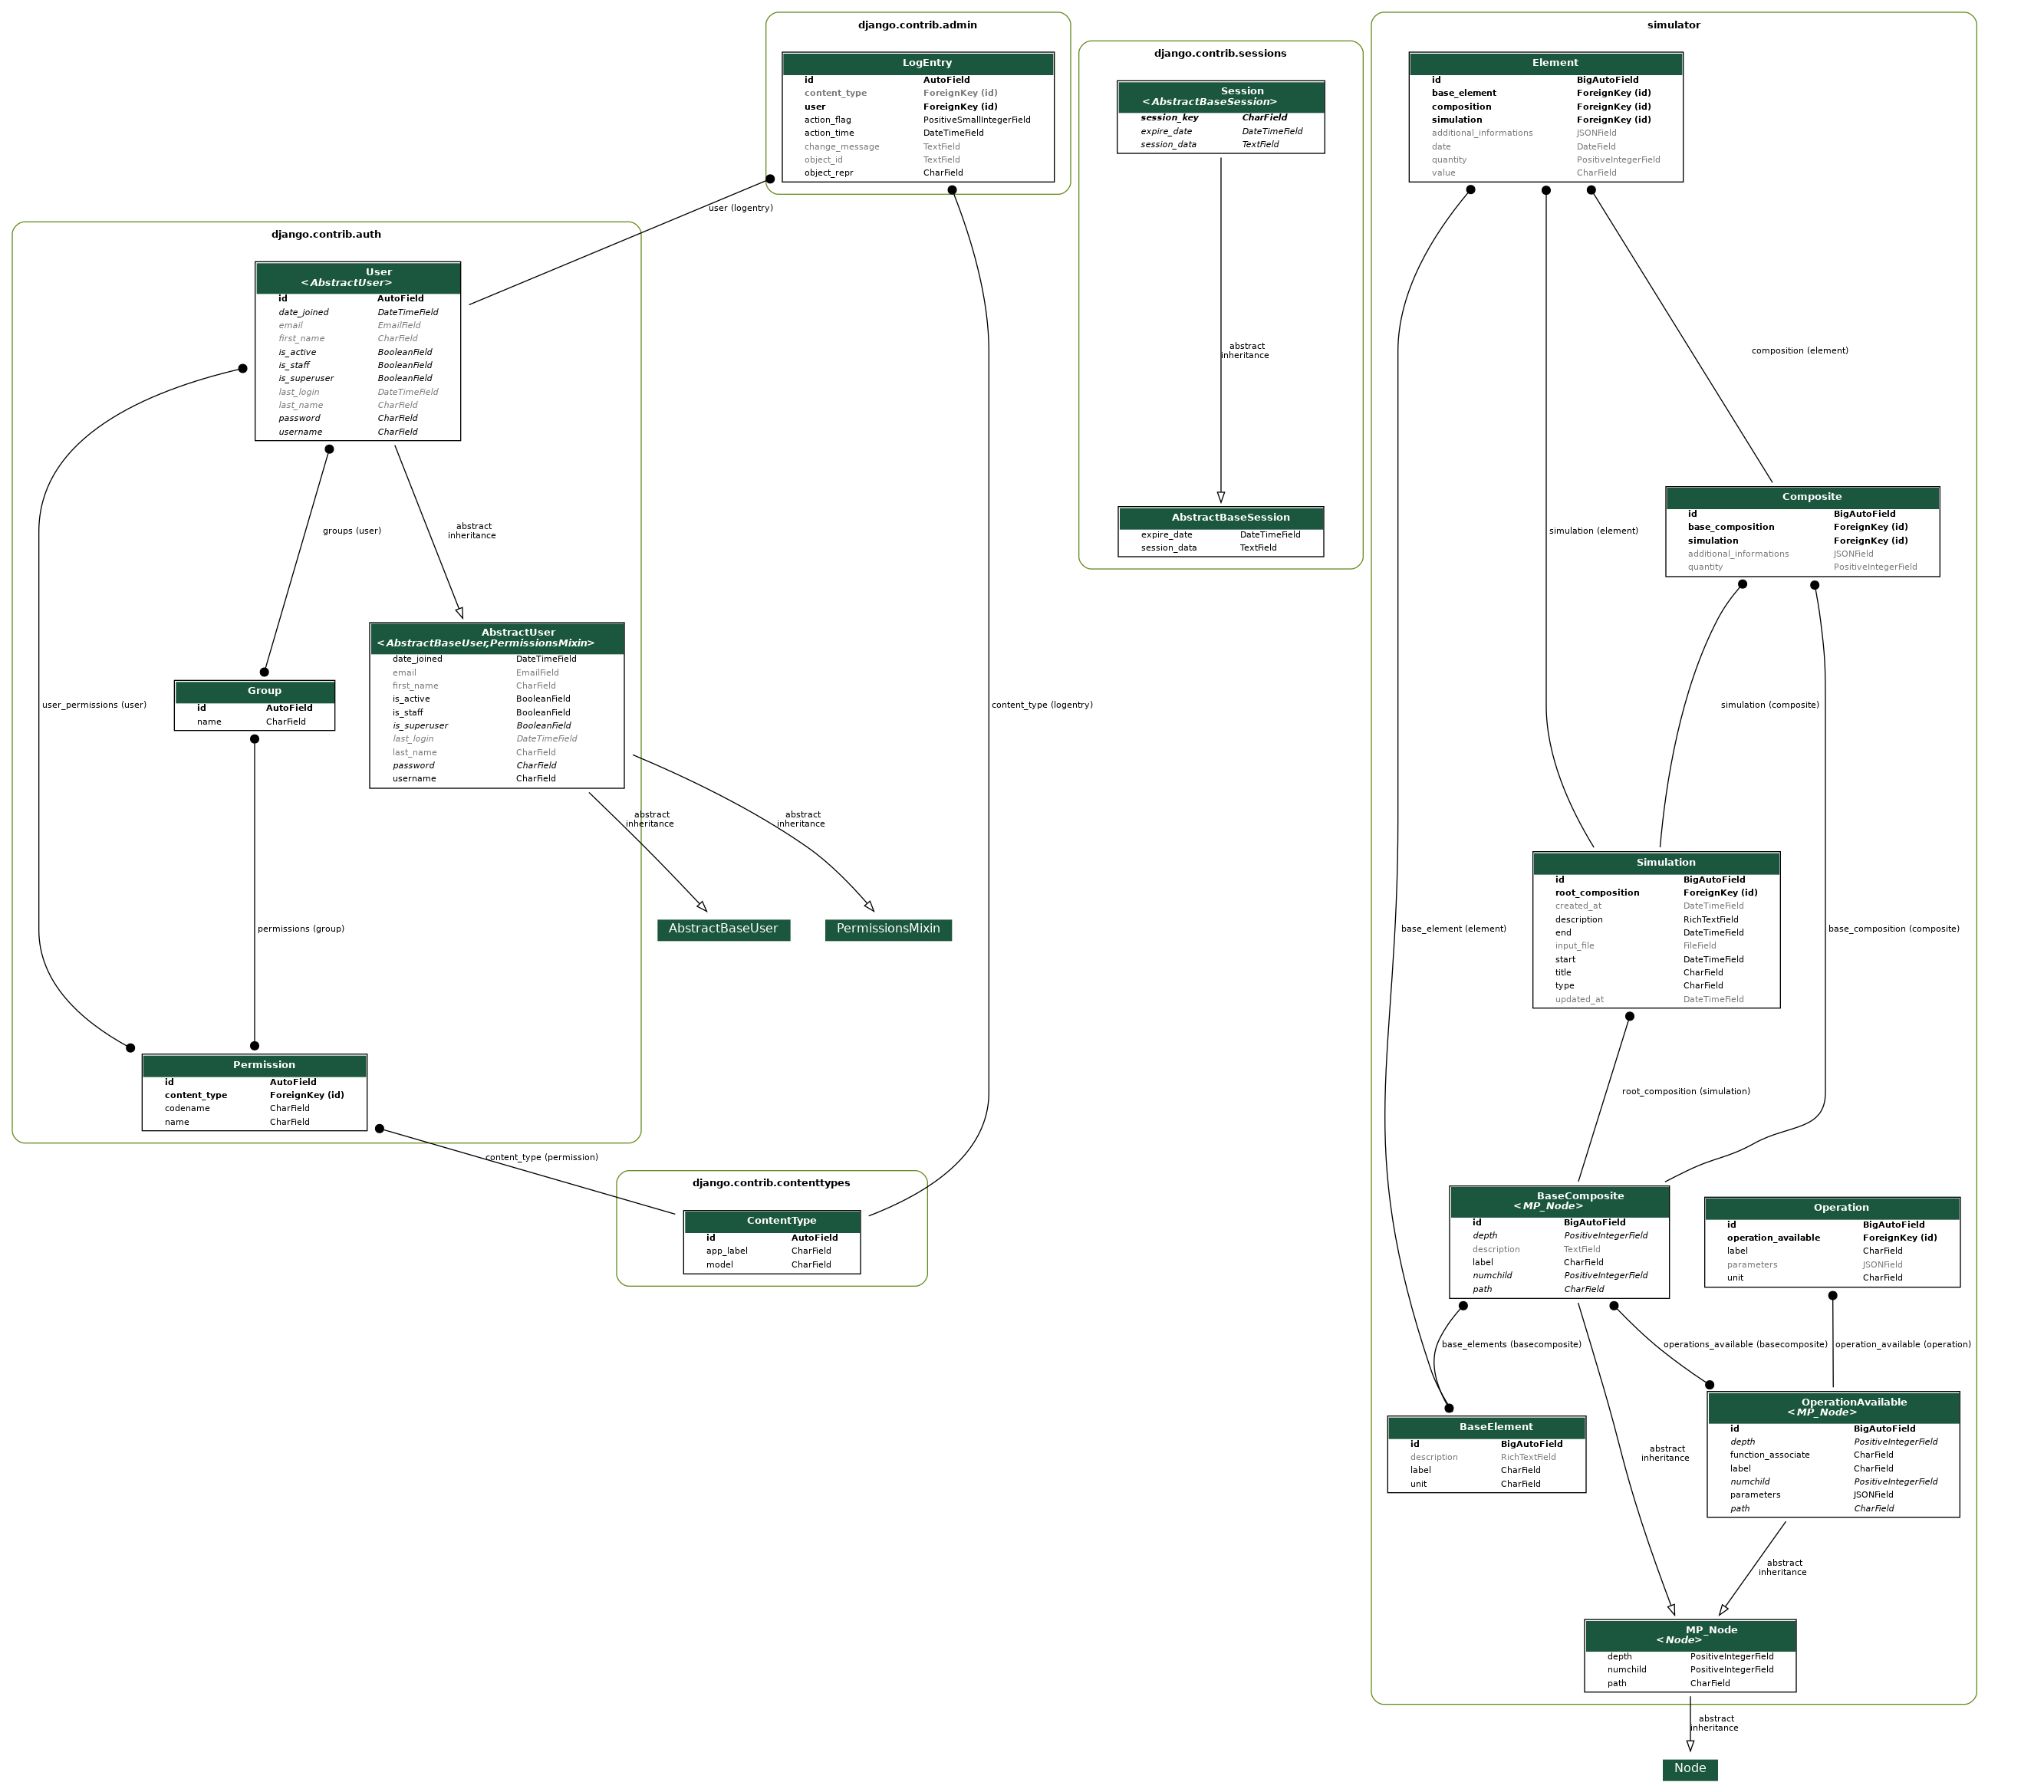 django.contrib.admin
LogEntry
id AutoField
content_type ForeignKey (id)
user ForeignKey (id)
action_flag PositiveSmallIntegerField
action_time DateTimeField
change_message TextField
object_id TextField
object_repr CharField
user (logentry)
content_type (logentry)
django.contrib.auth
User
<AbstractUser>
id AutoField
date_joined DateTimeField
email EmailField
first_name CharField
is_active BooleanField
is_staff BooleanField
is_superuser BooleanField
last_login DateTimeField
last_name CharField
password CharField
username CharField
groups (user)
abstract
inheritance
user_permissions (user)
Group
id AutoField
name CharField
AbstractUser
<AbstractBaseUser,PermissionsMixin>
date_joined DateTimeField
email EmailField
first_name CharField
is_active BooleanField
is_staff BooleanField
is_superuser BooleanField
last_login DateTimeField
last_name CharField
password CharField
username CharField
abstract
inheritance
abstract
inheritance
AbstractBaseUser
PermissionsMixin
permissions (group)
Permission
id AutoField
content_type ForeignKey (id)
codename CharField
name CharField
content_type (permission)
django.contrib.contenttypes
ContentType
id AutoField
app_label CharField
model CharField
django.contrib.sessions
Session
<AbstractBaseSession>
session_key CharField
expire_date DateTimeField
session_data TextField
abstract
inheritance
AbstractBaseSession
expire_date DateTimeField
session_data TextField
simulator
Element
id BigAutoField
base_element ForeignKey (id)
composition ForeignKey (id)
simulation ForeignKey (id)
additional_informations JSONField
date DateField
quantity PositiveIntegerField
value CharField
composition (element)
simulation (element)
base_element (element)
Composite
id BigAutoField
base_composition ForeignKey (id)
simulation ForeignKey (id)
additional_informations JSONField
quantity PositiveIntegerField
simulation (composite)
base_composition (composite)
Simulation
id BigAutoField
root_composition ForeignKey (id)
created_at DateTimeField
description RichTextField
end DateTimeField
input_file FileField
start DateTimeField
title CharField
type CharField
updated_at DateTimeField
root_composition (simulation)
BaseComposite
<MP_Node>
id BigAutoField
depth PositiveIntegerField
description TextField
label CharField
numchild PositiveIntegerField
path CharField
Operation
id BigAutoField
operation_available ForeignKey (id)
label CharField
parameters JSONField
unit CharField
base_elements (basecomposite)
operations_available (basecomposite)
operation_available (operation)
BaseElement
id BigAutoField
description RichTextField
label CharField
unit CharField
abstract
inheritance
OperationAvailable
<MP_Node>
id BigAutoField
depth PositiveIntegerField
function_associate CharField
label CharField
numchild PositiveIntegerField
parameters JSONField
path CharField
abstract
inheritance
MP_Node
<Node>
depth PositiveIntegerField
numchild PositiveIntegerField
path CharField
abstract
inheritance
Node